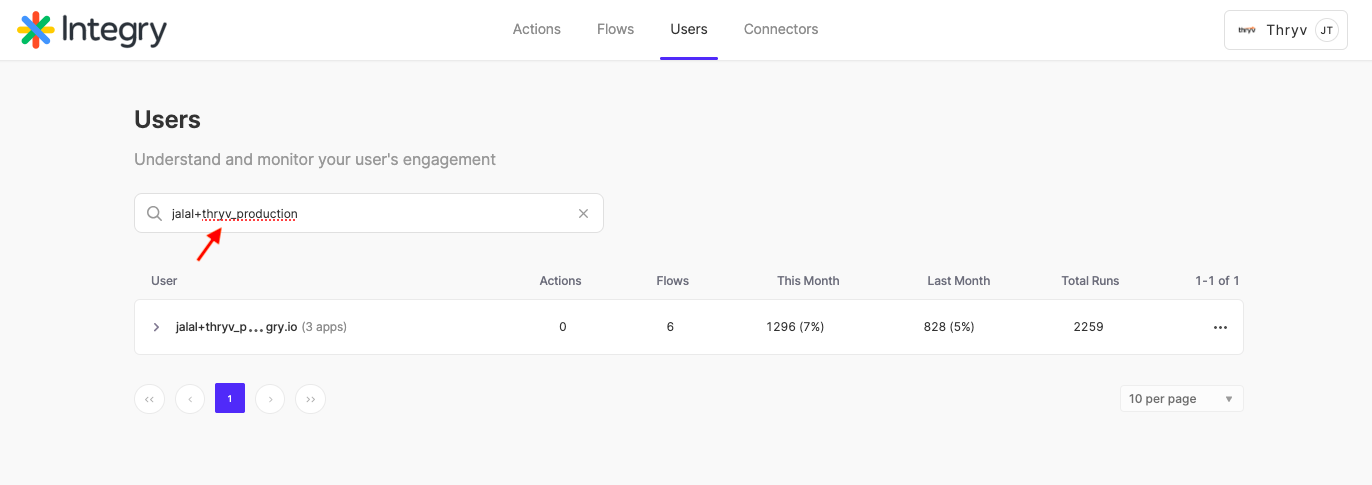 Integry
Actions Flows Users Connectors
thryv Thryv JT
Users
Understand and monitor your user's engagement
jalal+thryv_production
User Actions Flows This Month Last Month Total Runs 1-1 of 1
jalal+thryv_p...gry.io (3 apps) 0 6 1296 (7%) 828 (5%) 2259
1
10 per page